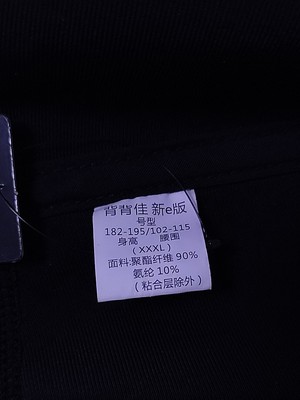 背背佳 新e版
号型
182-195/102-115
身高 腰围
(XXXL)
面料:聚酯纤维 90%
氨纶 10%
(粘合层除外)